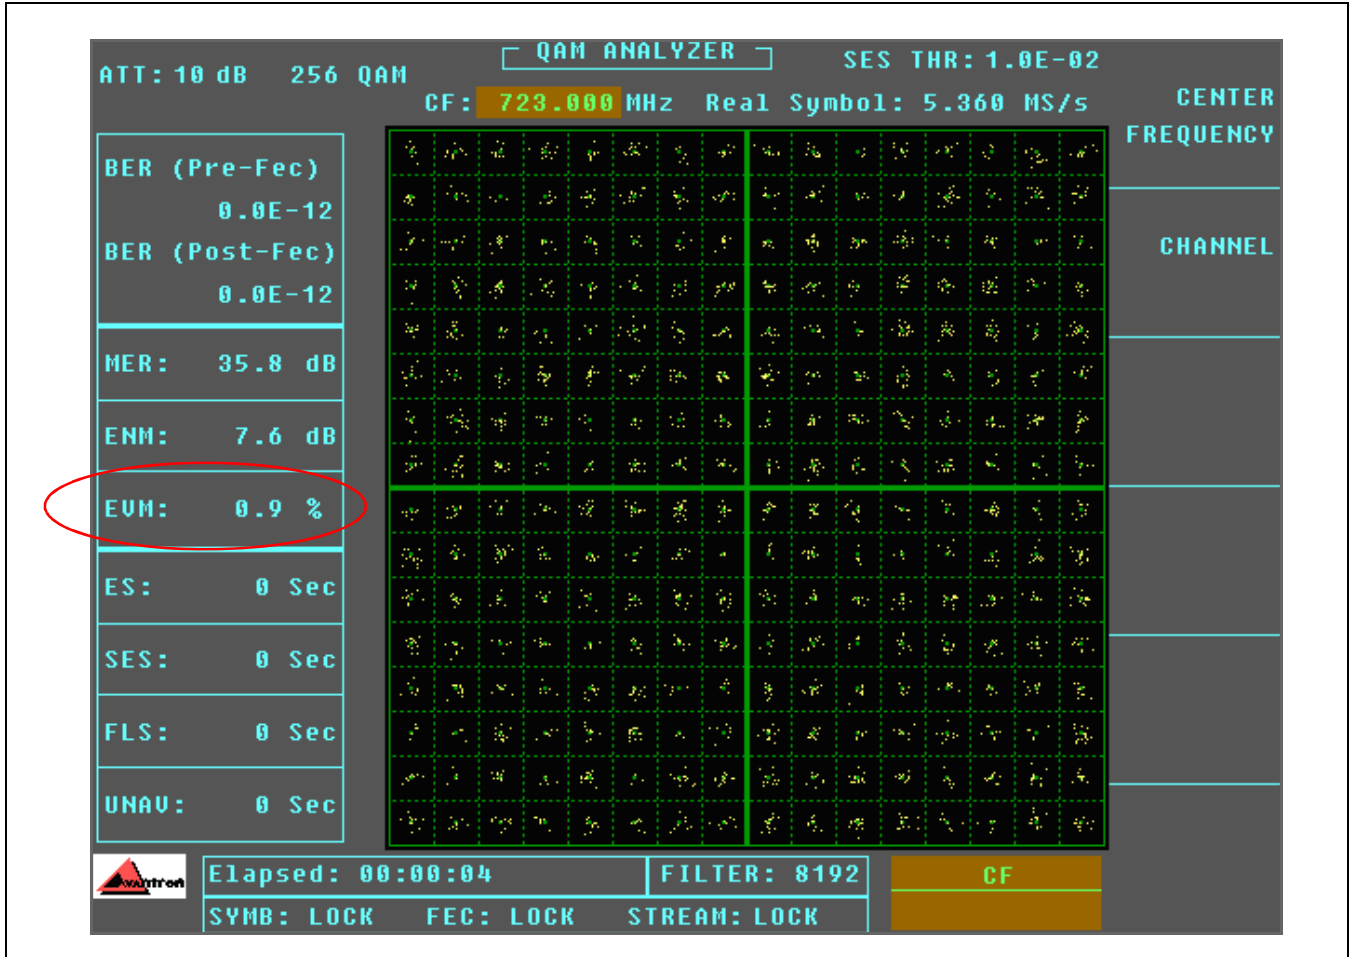 QAM ANALYZER
SES THR: 1.0E-02
ATT: 10 dB 256 QAM
CF: 723.000 MHz Real Symbol: 5.360 MS/s
CENTER
FREQUENCY
CHANNEL
BER (Pre-Fec)
0.0E-12
BER (Post-Fec)
0.0E-12
MER: 35.8 dB
ENM: 7.6 dB
EVM: 0.9 %
ES: 0 Sec
SES: 0 Sec
FLS: 0 Sec
UNAV: 0 Sec
Avantron
Elapsed: 00:00:04 FILTER: 8192
CF
SYMB: LOCK FEC: LOCK STREAM: LOCK